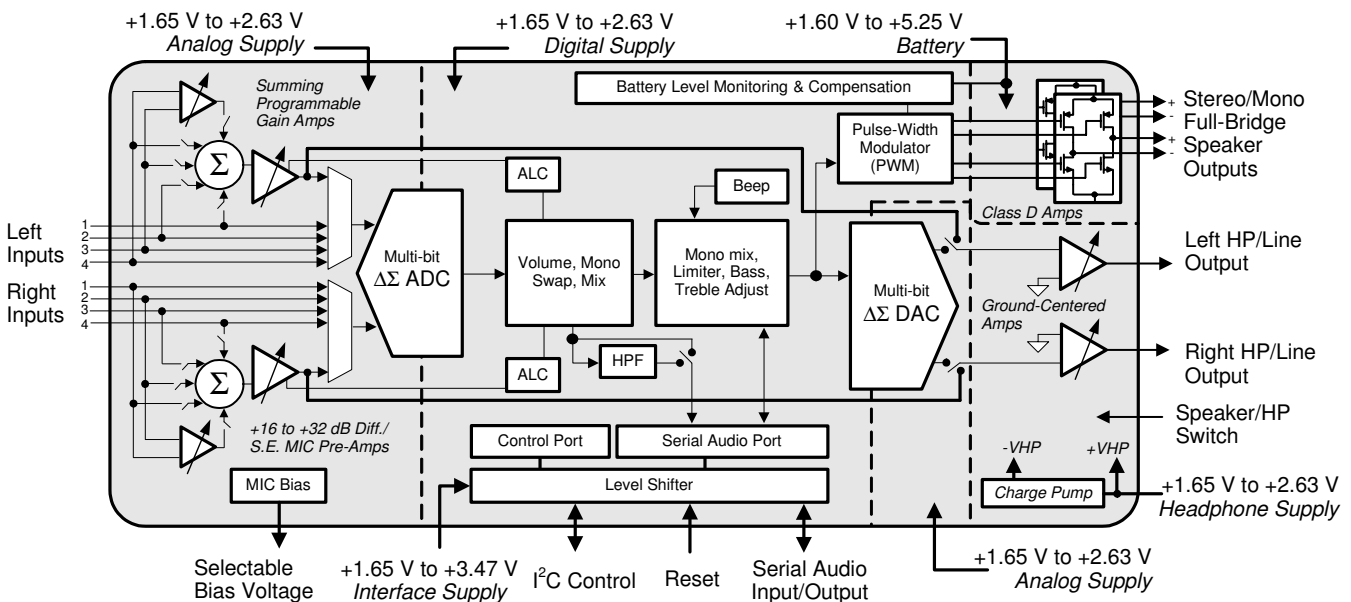 +1.65 V to +2.63 V
Analog Supply
+1.65 V to +2.63 V
Digital Supply
+1.60 V to +5.25 V
Battery
Summing
Programmable
Gain Amps
Battery Level Monitoring & Compensation
Pulse-Width
Modulator
(PWM)
+
-
+
-
Stereo/Mono
Full-Bridge
Speaker
Outputs
Class D Amps
Σ
ALC
Beep
Left
Inputs
1
2
3
4
Right
Inputs
1
2
3
4
Multi-bit
ΔΣ ADC
Volume, Mono
Swap, Mix
Mono mix,
Limiter, Bass,
Treble Adjust
Multi-bit
ΔΣ DAC
Left HP/Line
Output
Ground-Centered
Amps
Right HP/Line
Output
Σ
ALC
HPF
+16 to +32 dB Diff./
S.E. MIC Pre-Amps
Control Port
Serial Audio Port
Speaker/HP
Switch
-VHP
+VHP
MIC Bias
Level Shifter
Charge Pump
+1.65 V to +2.63 V
Headphone Supply
Selectable
Bias Voltage
+1.65 V to +3.47 V
Interface Supply
I²C Control
Reset
Serial Audio
Input/Output
+1.65 V to +2.63 V
Analog Supply